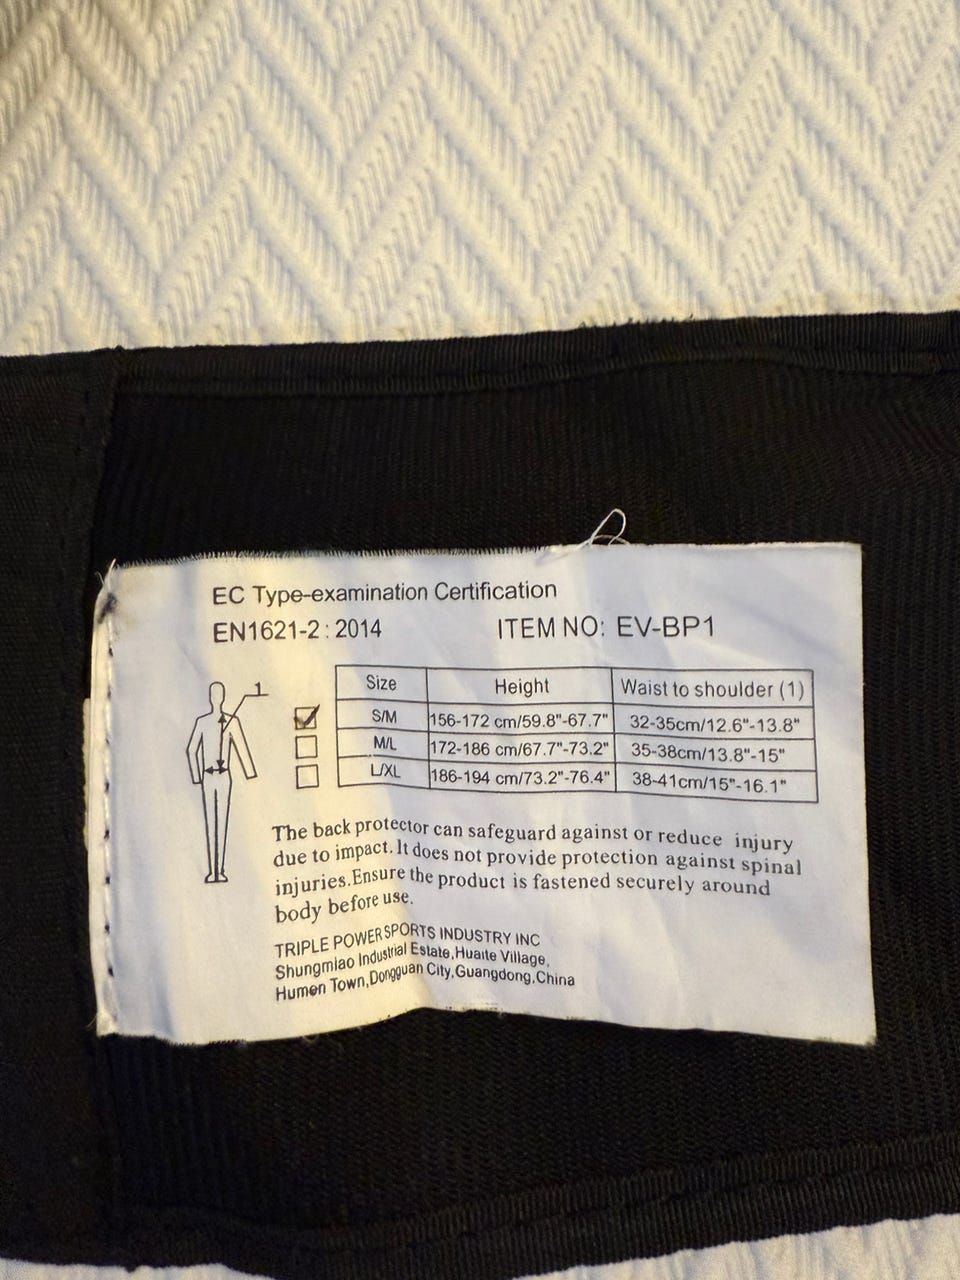 EC Type-examination Certification
EN1621-2 : 2014 ITEM NO: EV-BP1
1
Size Height Waist to shoulder (1)
S/M 156-172 cm/59.8"-67.7" 32-35cm/12.6"-13.8"
M/L 172-186 cm/67.7"-73.2" 35-38cm/13.8"-15"
L/XL 186-194 cm/73.2"-76.4" 38-41cm/15"-16.1"
The back protector can safeguard against or reduce injury
due to impact. It does not provide protection against spinal
injuries.Ensure the product is fastened securely around
body before use.
TRIPLE POWER SPORTS INDUSTRY INC
Shungmiao Industrial Estate,Huaite Village,
Humen Town,Dongguan City,Guangdong,China